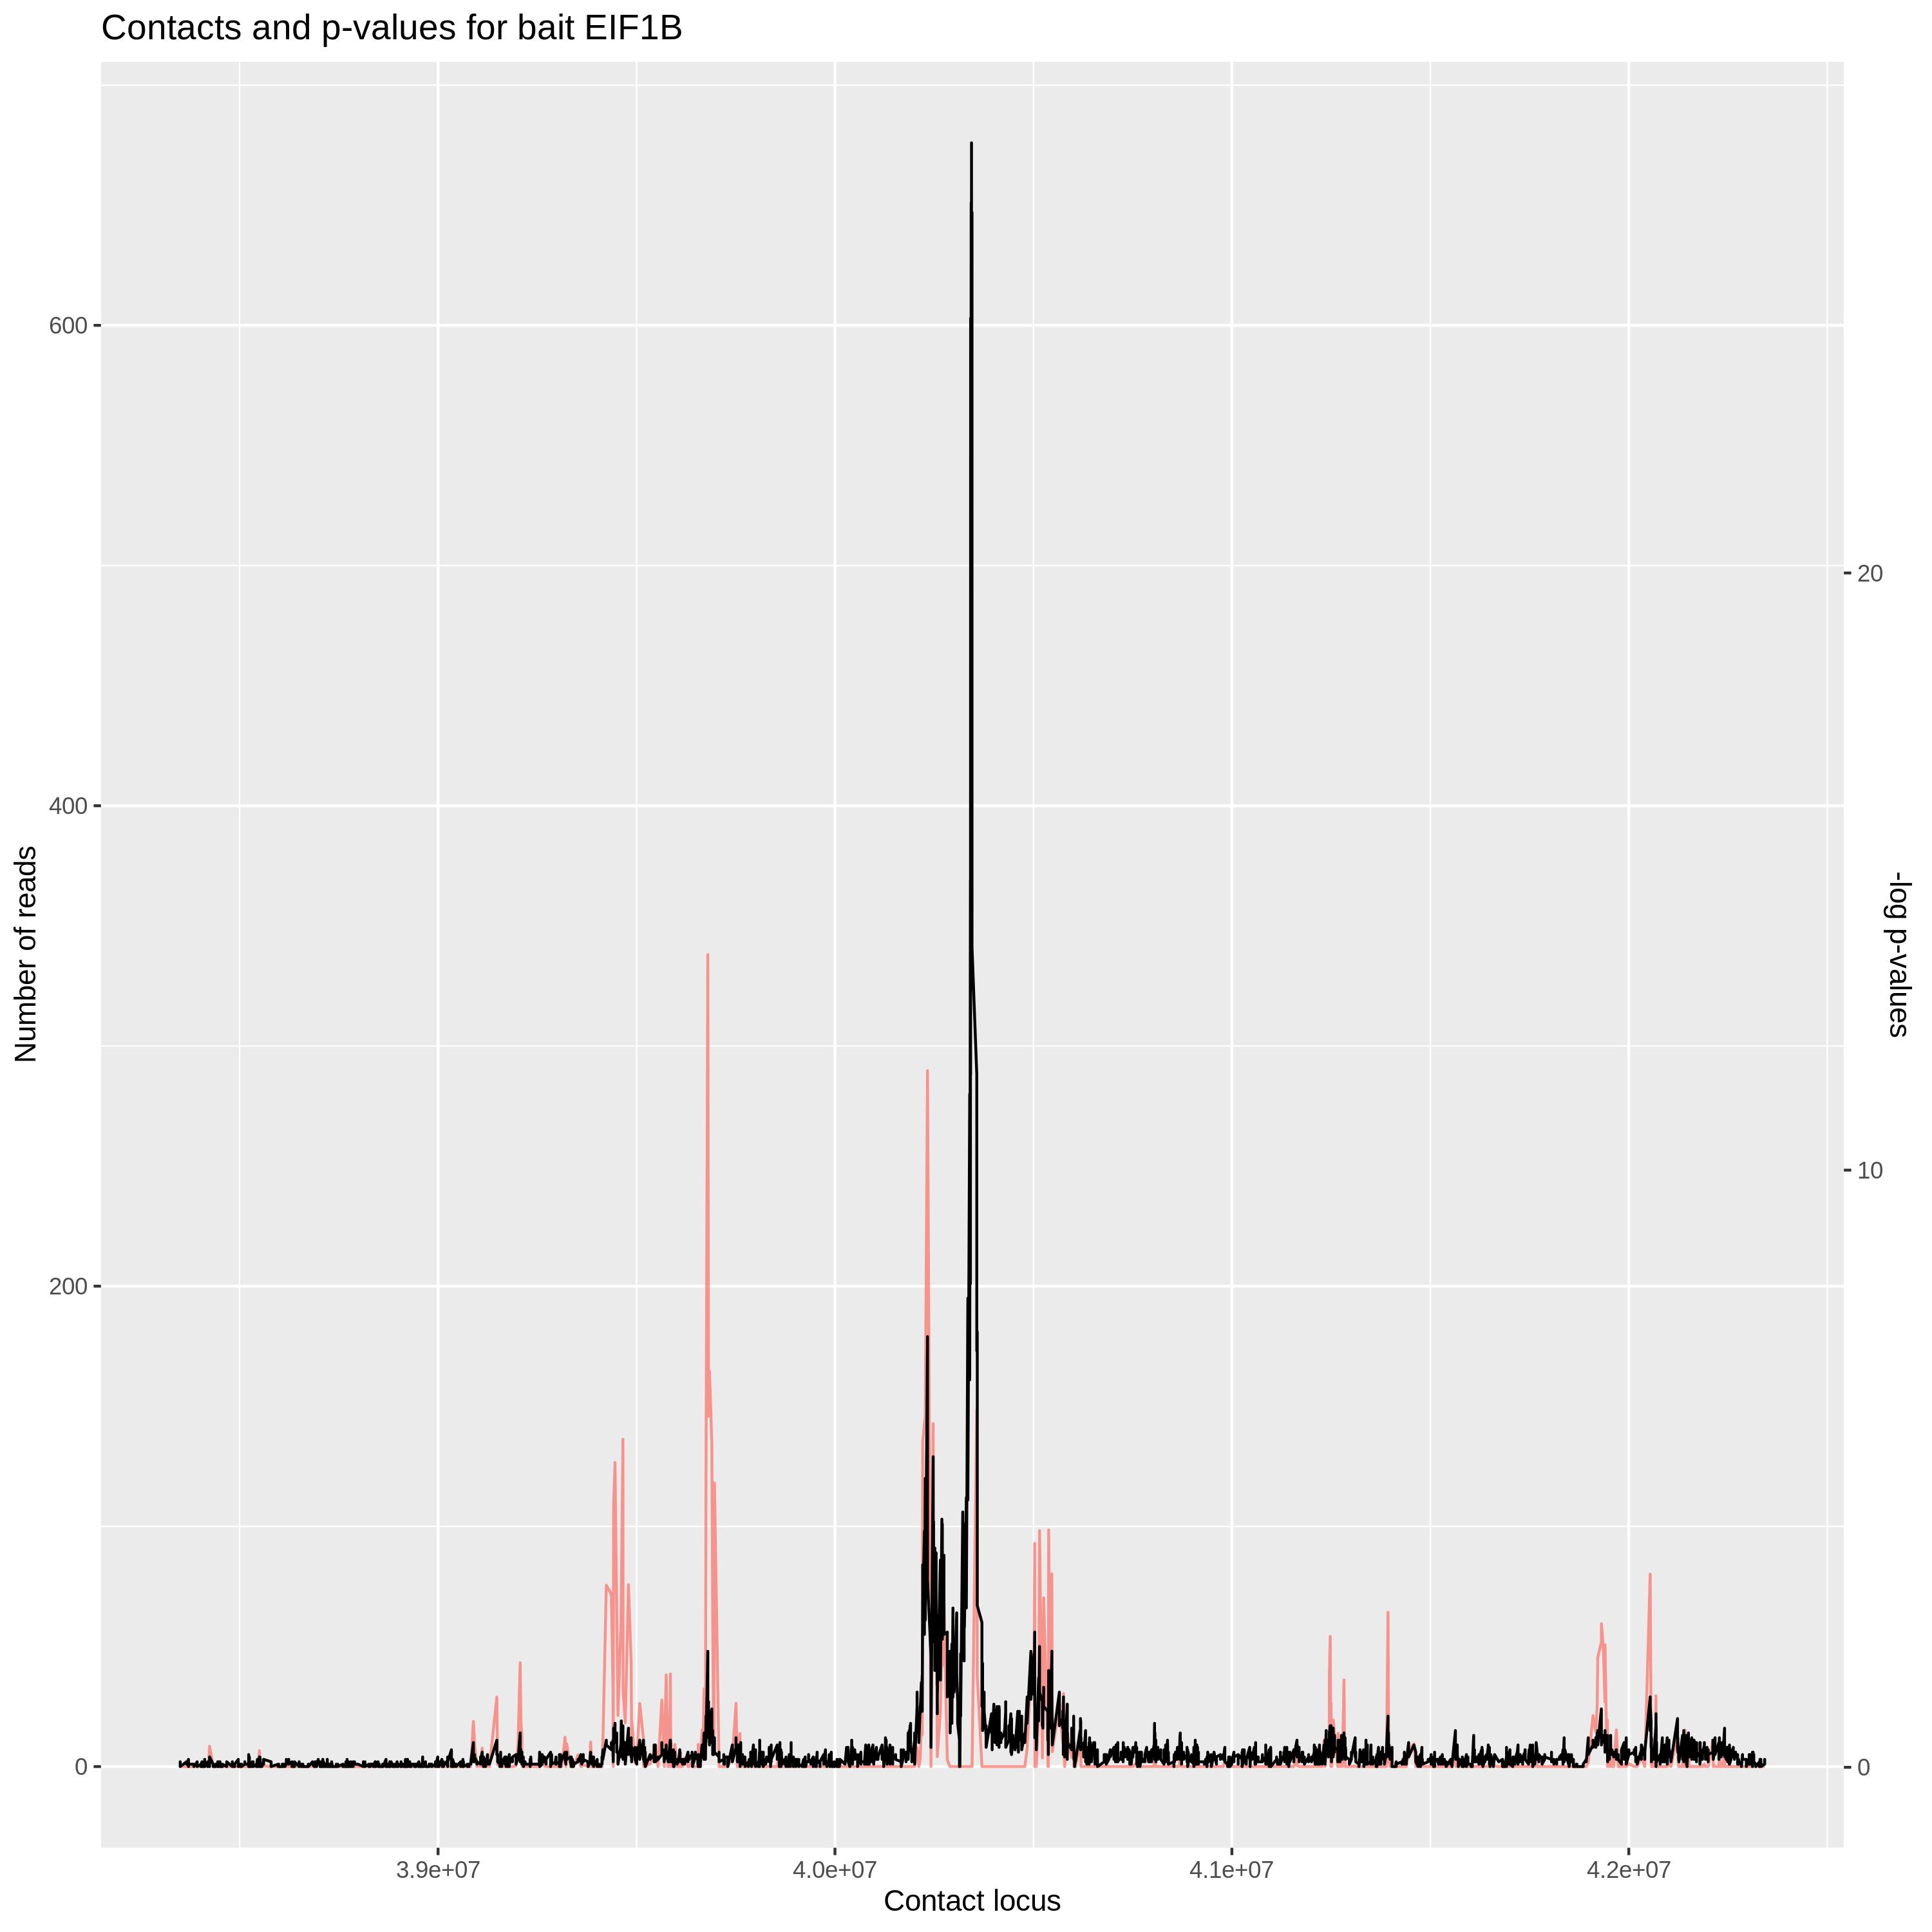 Contacts and p-values for bait EIF1B
600
400
200
0
Number of reads
20
10
0
-log p-values
3.9e+07
4.0e+07
4.1e+07
4.2e+07
Contact locus